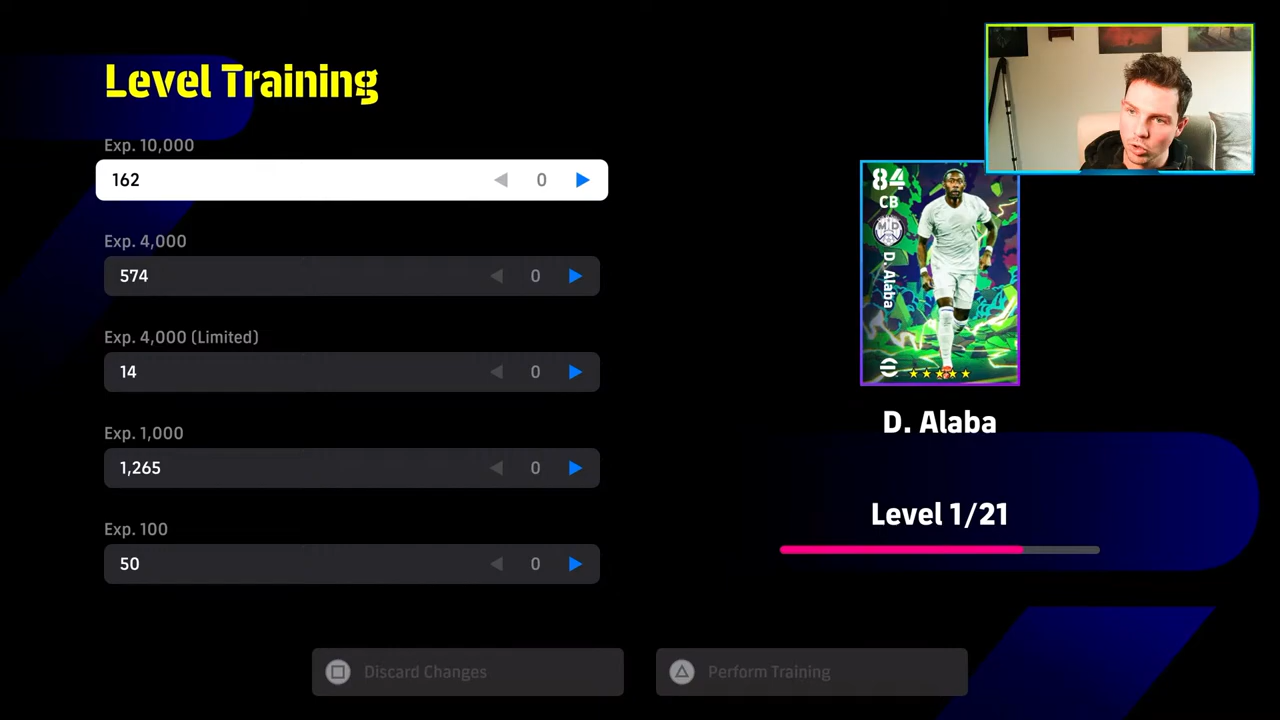 Level Training
Exp. 10,000
162
0
Exp. 4,000
574
0
Exp. 4,000 (Limited)
14
0
Exp. 1,000
1,265
0
Exp. 100
50
0
84
CB
MD
D. Alaba
D. Alaba
Level 1/21
Discard Changes
Perform Training